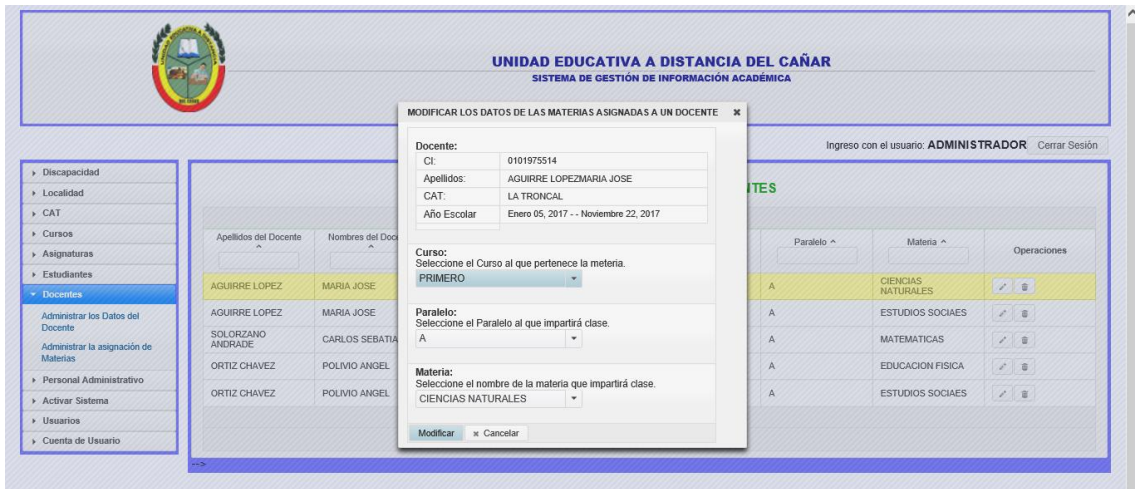 UNIDAD EDUCATIVA A DISTANCIA DEL CAÑAR
SISTEMA DE GESTIÓN DE INFORMACIÓN ACADÉMICA
Ingreso con el usuario: ADMINISTRADOR Cerrar Sesión
Discapacidad
Localidad
CAT
Cursos
Asignaturas
Estudiantes
Docentes
Administrar los Datos del
Docente
Administrar la asignación de
Materias
Personal Administrativo
Activar Sistema
Usuarios
Cuenta de Usuario
MODIFICAR LOS DATOS DE LAS MATERIAS ASIGNADAS A UN DOCENTE
Docente:
CI: 0101975514
Apellidos: AGUIRRE LOPEZMARIA JOSE
CAT: LA TRONCAL
Año Escolar Enero 05, 2017 - - Noviembre 22, 2017
Curso:
Seleccione el Curso al que pertenece la meteria.
PRIMERO
Paralelo:
Seleccione el Paralelo al que impartirá clase.
A
Materia:
Seleccione el nombre de la materia que impartirá clase.
CIENCIAS NATURALES
Modificar Cancelar
NTES
Apellidos del Docente Nombres del Doce Paralelo Materia Operaciones
AGUIRRE LOPEZ MARIA JOSE A CIENCIAS
NATURALES
AGUIRRE LOPEZ MARIA JOSE A ESTUDIOS SOCIAES
SOLORZANO
ANDRADE CARLOS SEBATIA A MATEMATICAS
ORTIZ CHAVEZ POLIVIO ANGEL A EDUCACION FISICA
ORTIZ CHAVEZ POLIVIO ANGEL A ESTUDIOS SOCIAES
-->